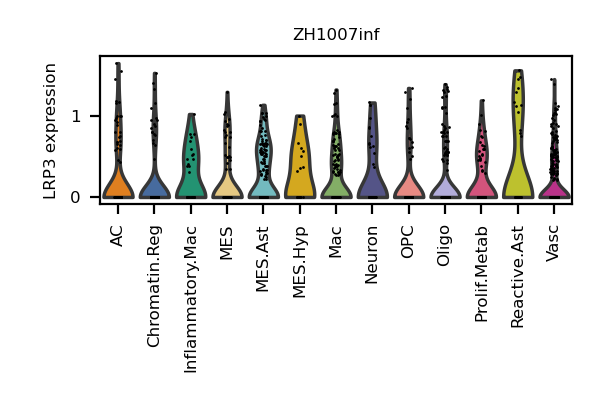 ZH1007inf
LRP3 expression
1
0
AC
Chromatin.Reg
Inflammatory.Mac
MES
MES.Ast
MES.Hyp
Mac
Neuron
OPC
Oligo
Prolif.Metab
Reactive.Ast
Vasc